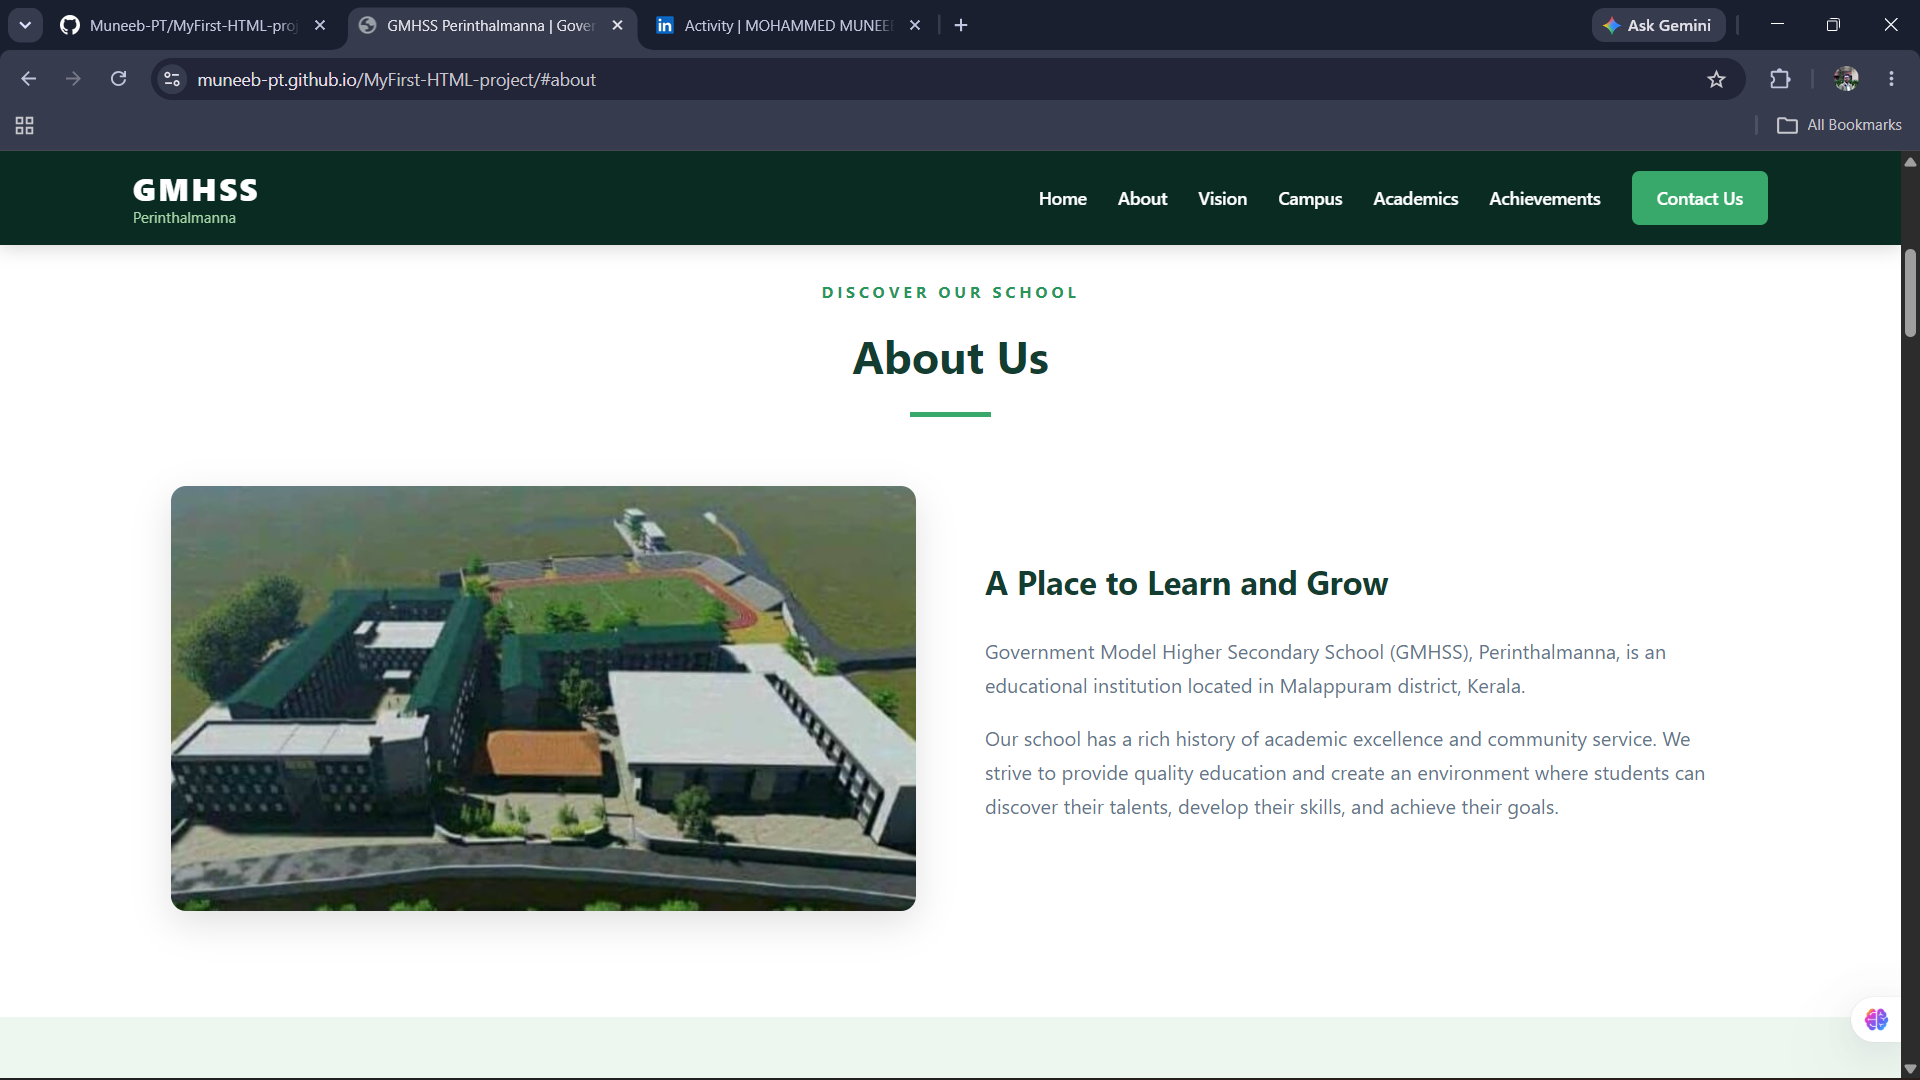 Muneeb-PT/MyFirst-HTML-proj
GMHSS Perinthalmanna | Gover
Activity | MOHAMMED MUNEE
Ask Gemini
muneeb-pt.github.io/MyFirst-HTML-project/#about
All Bookmarks
GMHSS
Perinthalmanna
Home
About
Vision
Campus
Academics
Achievements
Contact Us
DISCOVER OUR SCHOOL
About Us
A Place to Learn and Grow
Government Model Higher Secondary School (GMHSS), Perinthalmanna, is an
educational institution located in Malappuram district, Kerala.
Our school has a rich history of academic excellence and community service. We
strive to provide quality education and create an environment where students can
discover their talents, develop their skills, and achieve their goals.